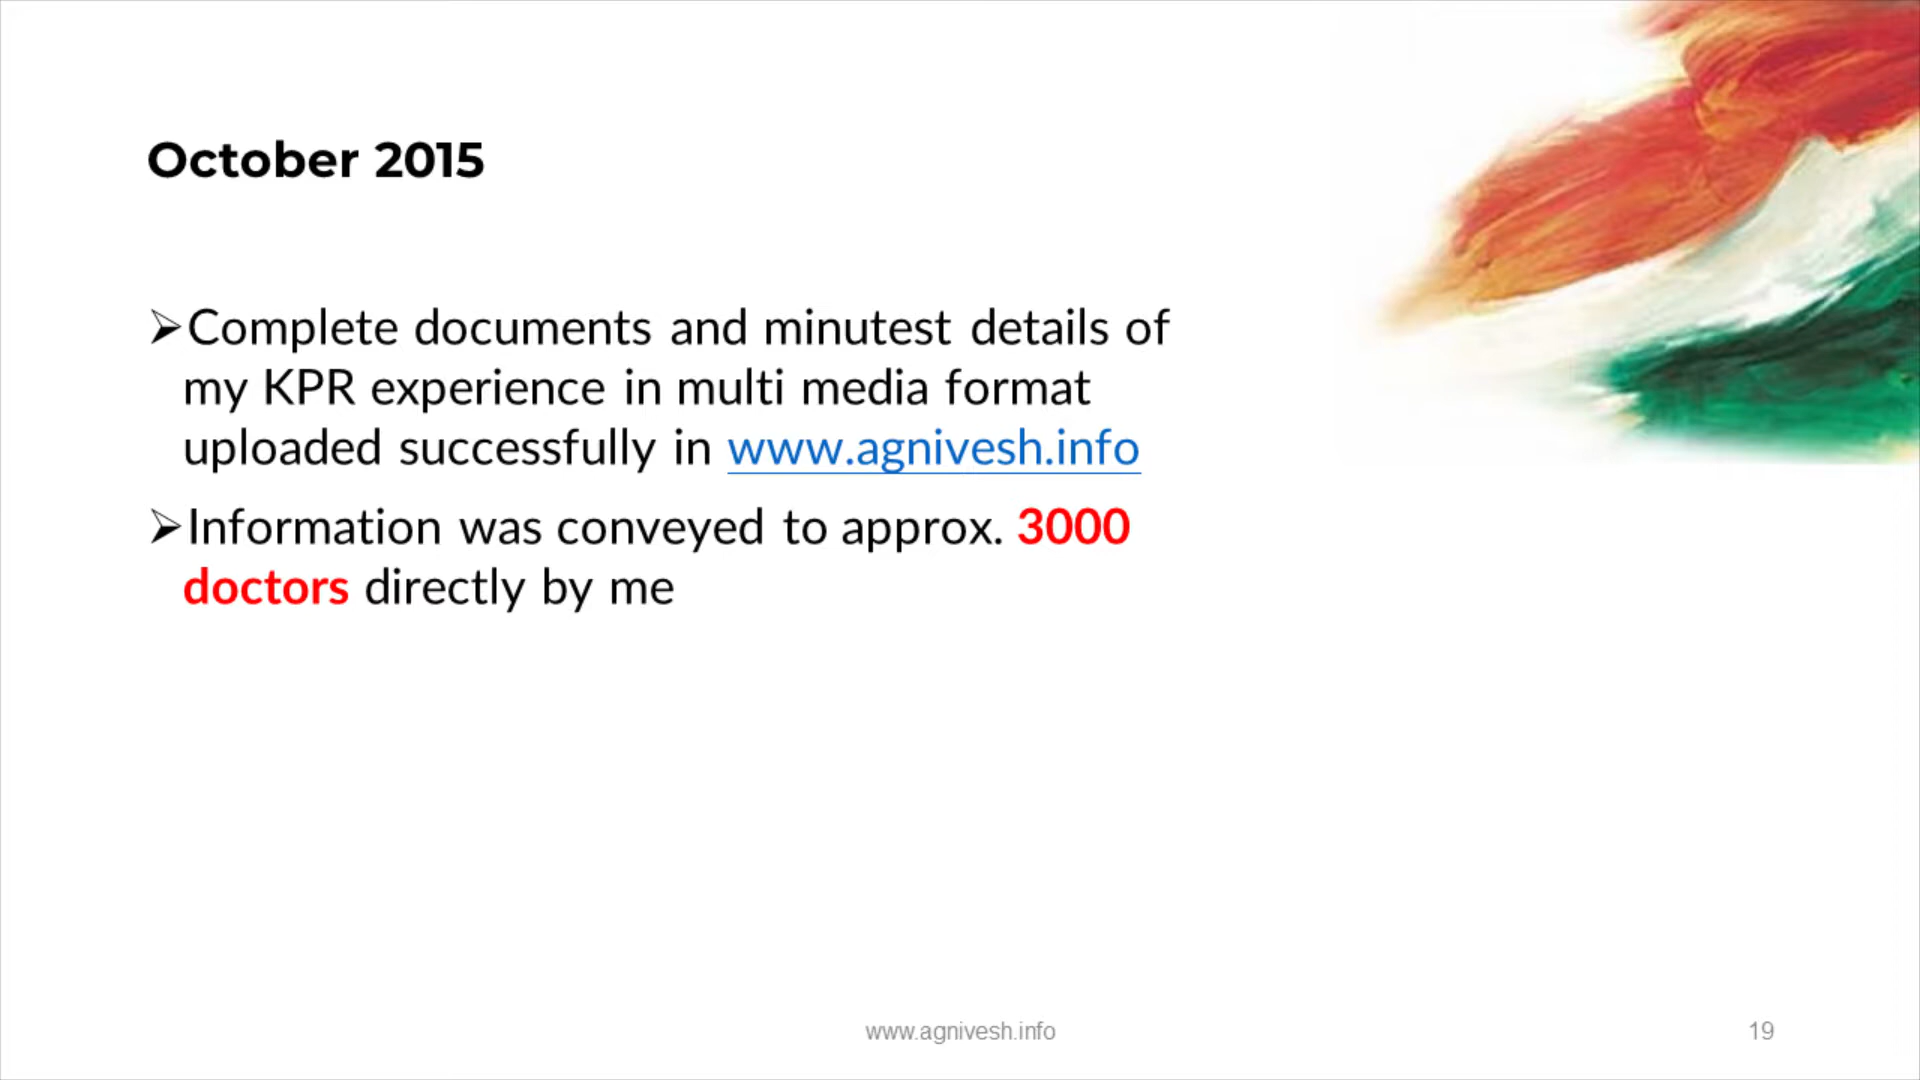 October 2015
➢Complete documents and minutest details of
my KPR experience in multi media format
uploaded successfully in www.agnivesh.info
➢Information was conveyed to approx. 3000
doctors directly by me
www.agnivesh.info
19